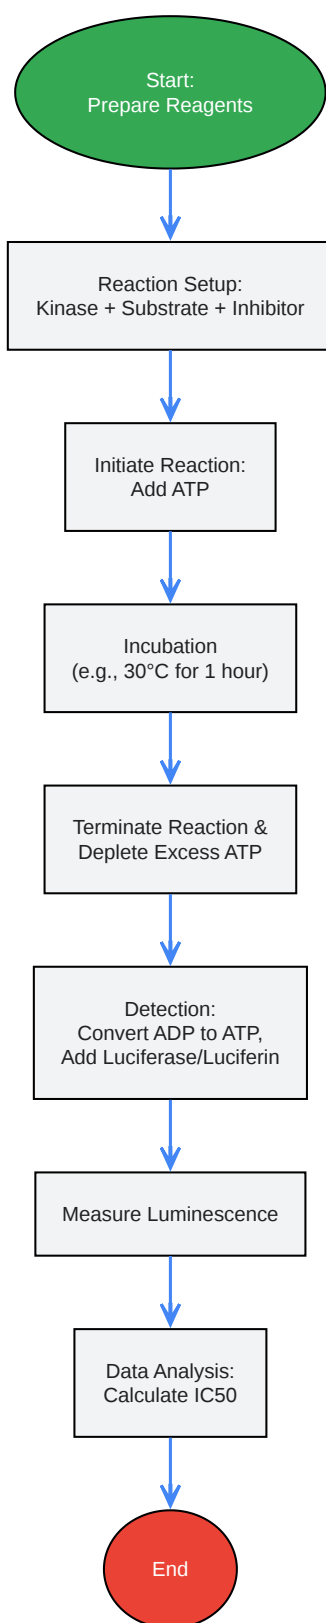 Start:
Prepare Reagents
Reaction Setup:
Kinase + Substrate + Inhibitor
Initiate Reaction:
Add ATP
Incubation
(e.g., 30°C for 1 hour)
Terminate Reaction &
Deplete Excess ATP
Detection:
Convert ADP to ATP,
Add Luciferase/Luciferin
Measure Luminescence
Data Analysis:
Calculate IC50
End